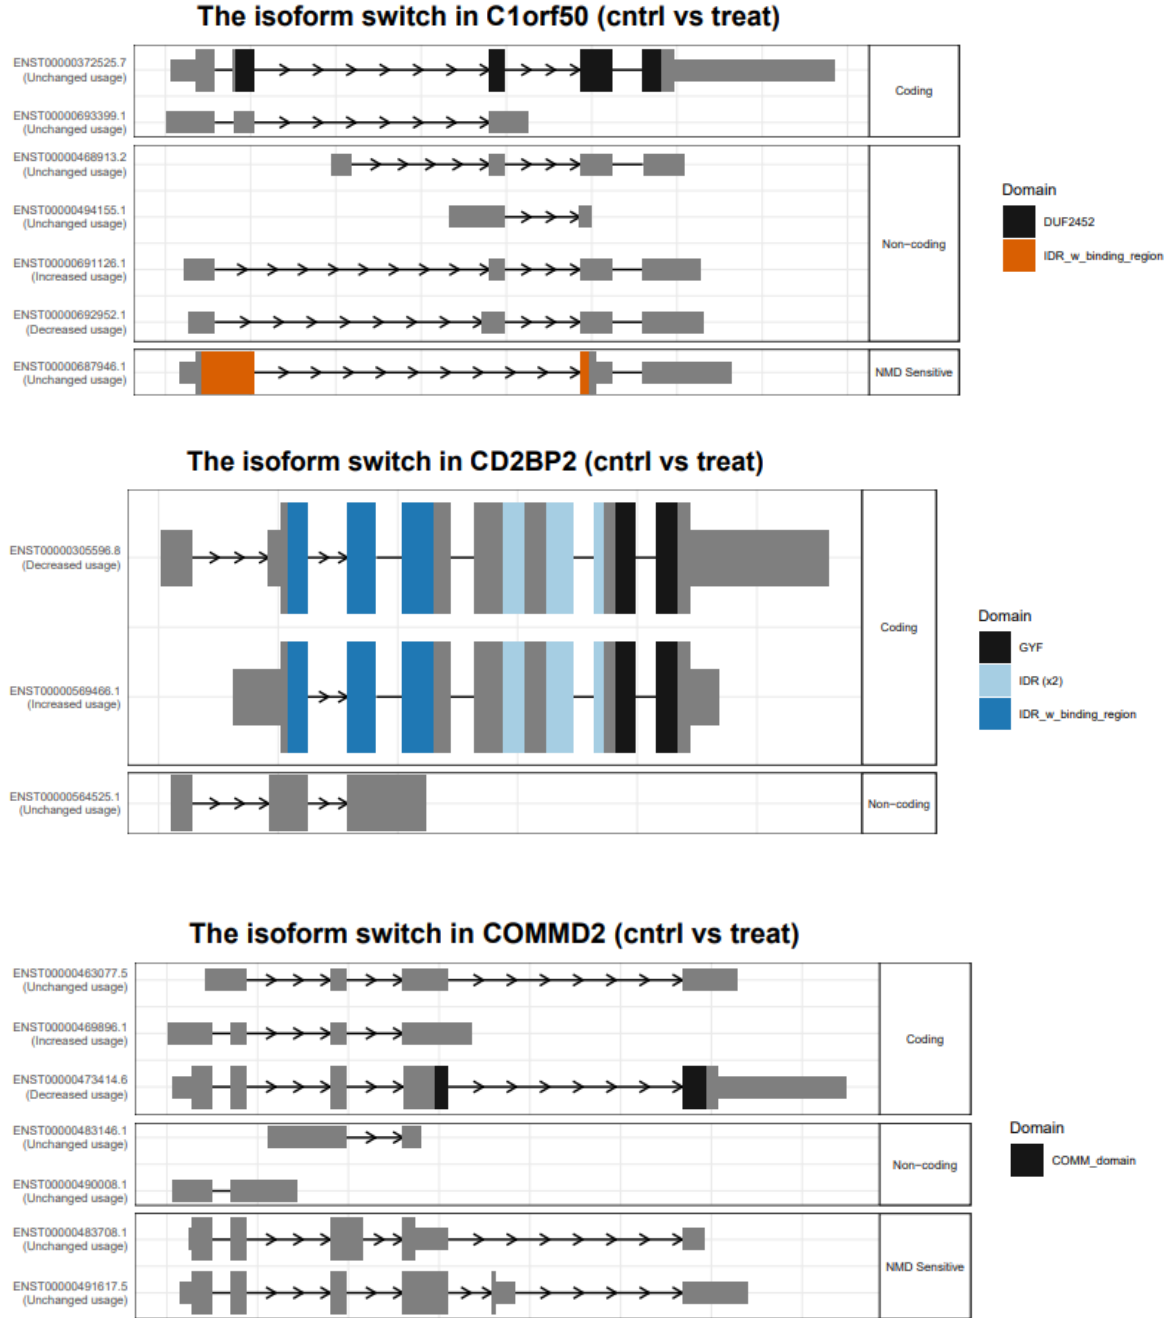 The isoform switch in C1orf50 (cntrl vs treat)
ENST00000372525.7
(Unchanged usage)
ENST00000693399.1
(Unchanged usage)
Coding
ENST00000468913.2
(Unchanged usage)
ENST00000494155.1
(Unchanged usage)
ENST00000691126.1
(Increased usage)
ENST00000692952.1
(Decreased usage)
Non-coding
ENST00000687946.1
(Unchanged usage)
NMD Sensitive
Domain
DUF2452
IDR_w_binding_region
The isoform switch in CD2BP2 (cntrl vs treat)
ENST00000305596.8
(Decreased usage)
ENST00000569466.1
(Increased usage)
Coding
ENST00000564525.1
(Unchanged usage)
Non-coding
Domain
GYF
IDR (x2)
IDR_w_binding_region
The isoform switch in COMMD2 (cntrl vs treat)
ENST00000463077.5
(Unchanged usage)
ENST00000469896.1
(Increased usage)
ENST00000473414.6
(Decreased usage)
Coding
ENST00000483146.1
(Unchanged usage)
ENST00000490008.1
(Unchanged usage)
Non-coding
ENST00000483708.1
(Unchanged usage)
ENST00000491617.5
(Unchanged usage)
NMD Sensitive
Domain
COMM_domain